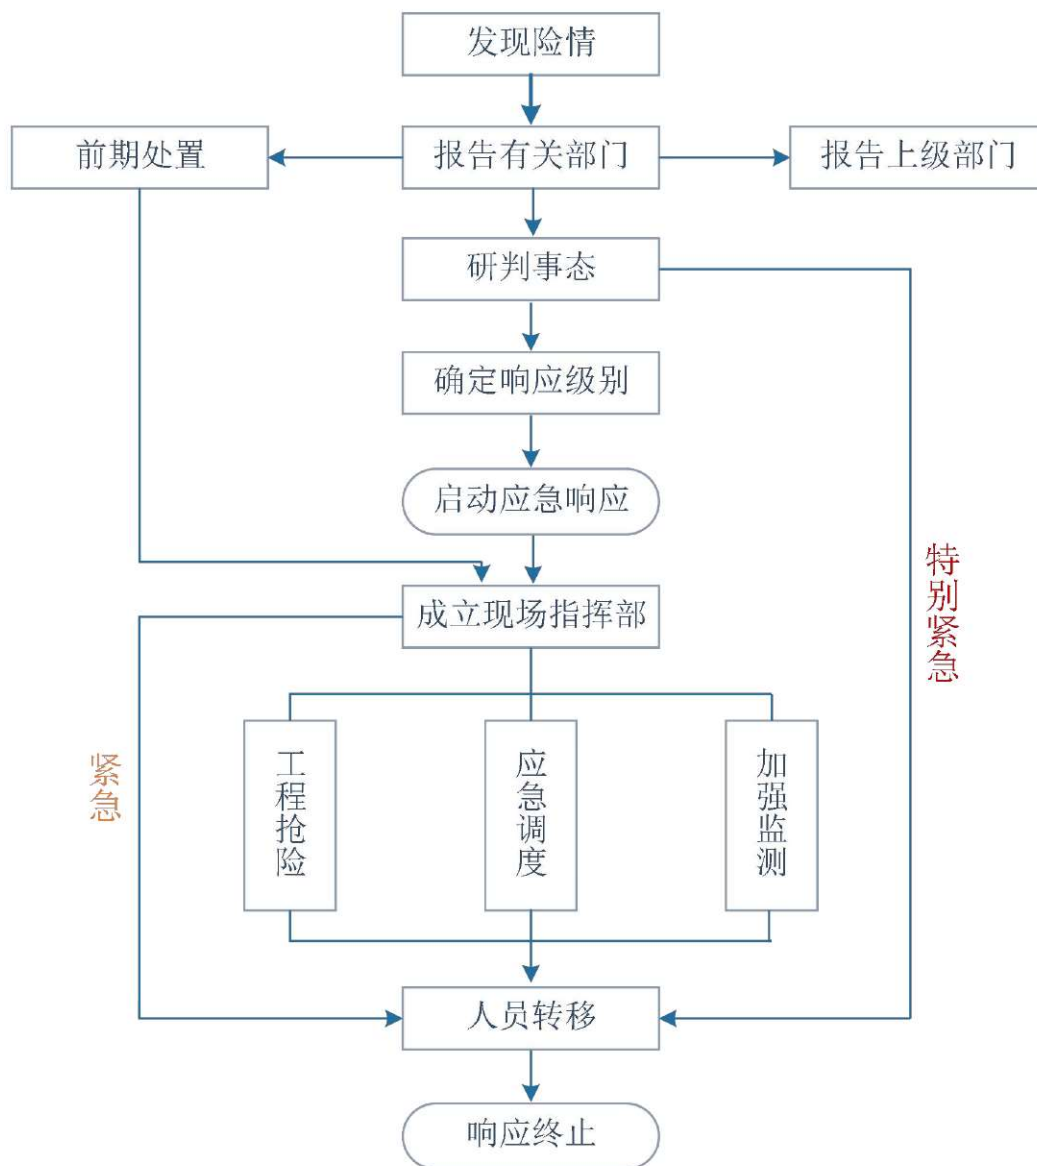 发现险情
前期处置
报告有关部门
报告上级部门
研判事态
确定响应级别
启动应急响应
成立现场指挥部
特别紧急
紧急
工程抢险
应急调度
加强监测
人员转移
响应终止